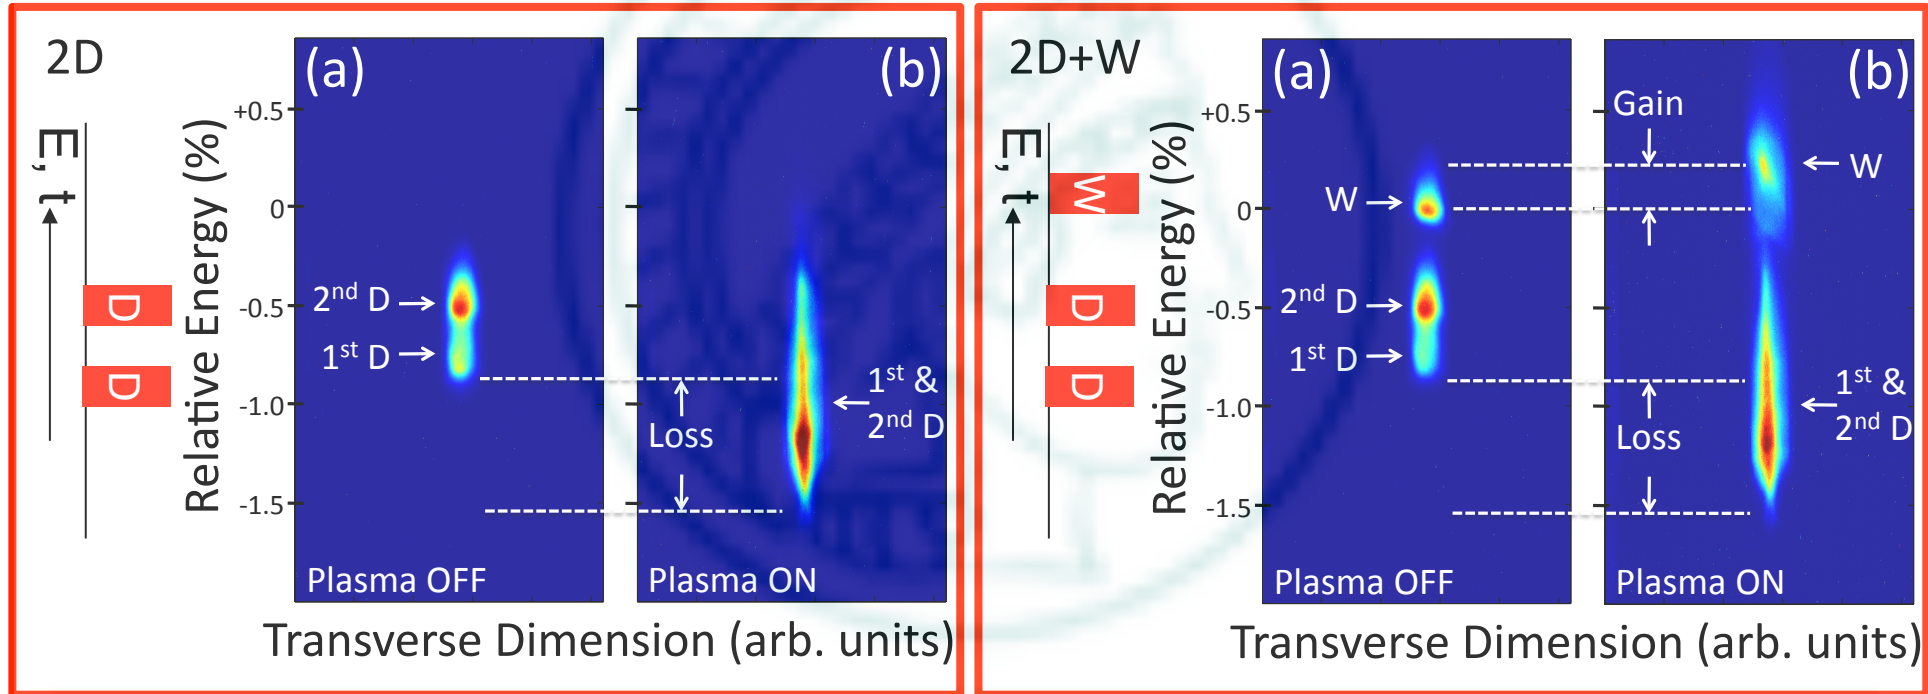 2D
E, t
D
D
Relative Energy (%)
+0.5
0
-0.5
-1.0
-1.5
(a)
2nd D
1st D
Plasma OFF
(b)
Loss
1st &
2nd D
Plasma ON
Transverse Dimension (arb. units)
2D+W
E, t
W
D
D
Relative Energy (%)
+0.5
0
-0.5
-1.0
-1.5
(a)
W
2nd D
1st D
Plasma OFF
(b)
Gain
W
1st &
2nd D
Loss
Plasma ON
Transverse Dimension (arb. units)